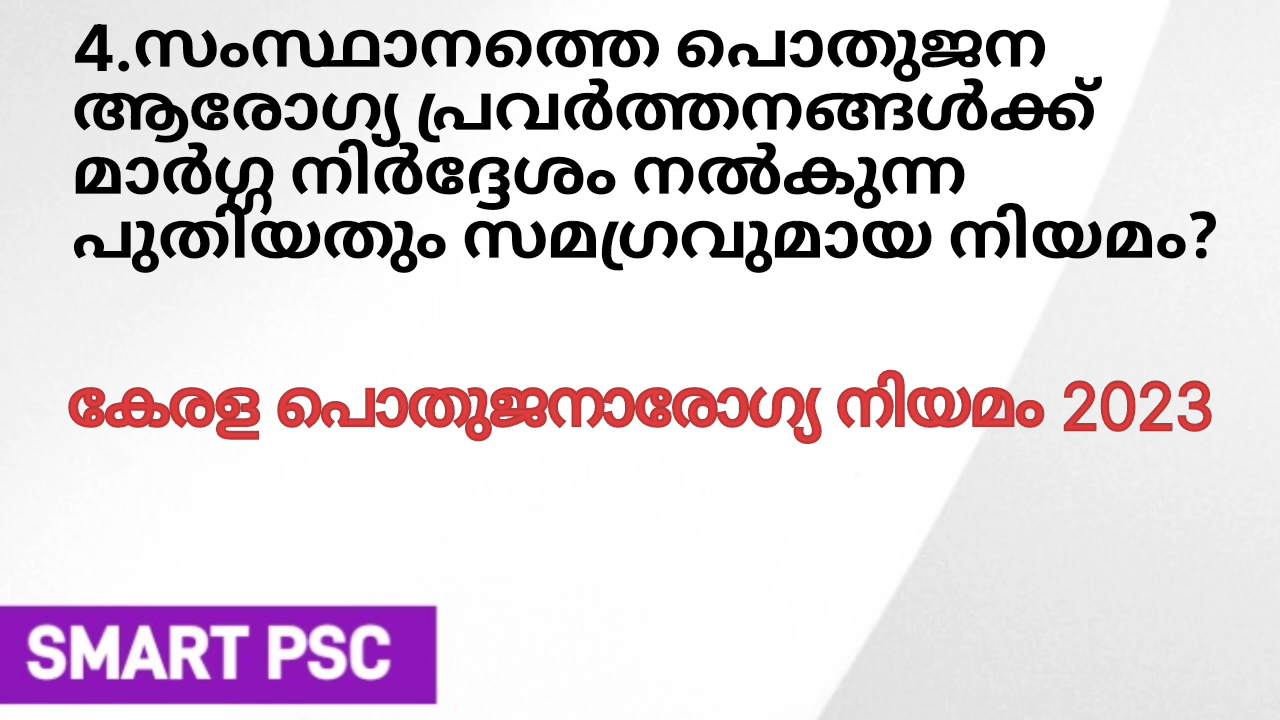 4.സംസ്ഥാനത്തെ പൊതുജന
ആരോഗ്യ പ്രവർത്തനങ്ങൾക്ക്
മാർഗ്ഗ നിർദ്ദേശം നൽകുന്ന
പുതിയതും സമഗ്രവുമായ നിയമം?
കേരള പൊതുജനാരോഗ്യ നിയമം 2023
SMART PSC